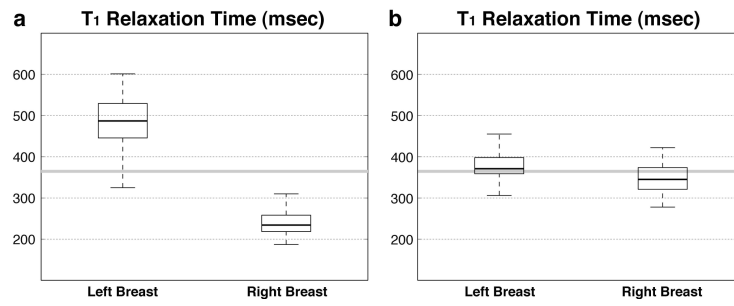 a
T1 Relaxation Time (msec)
600
500
400
300
200
Left Breast
Right Breast
b
T1 Relaxation Time (msec)
600
500
400
300
200
Left Breast
Right Breast